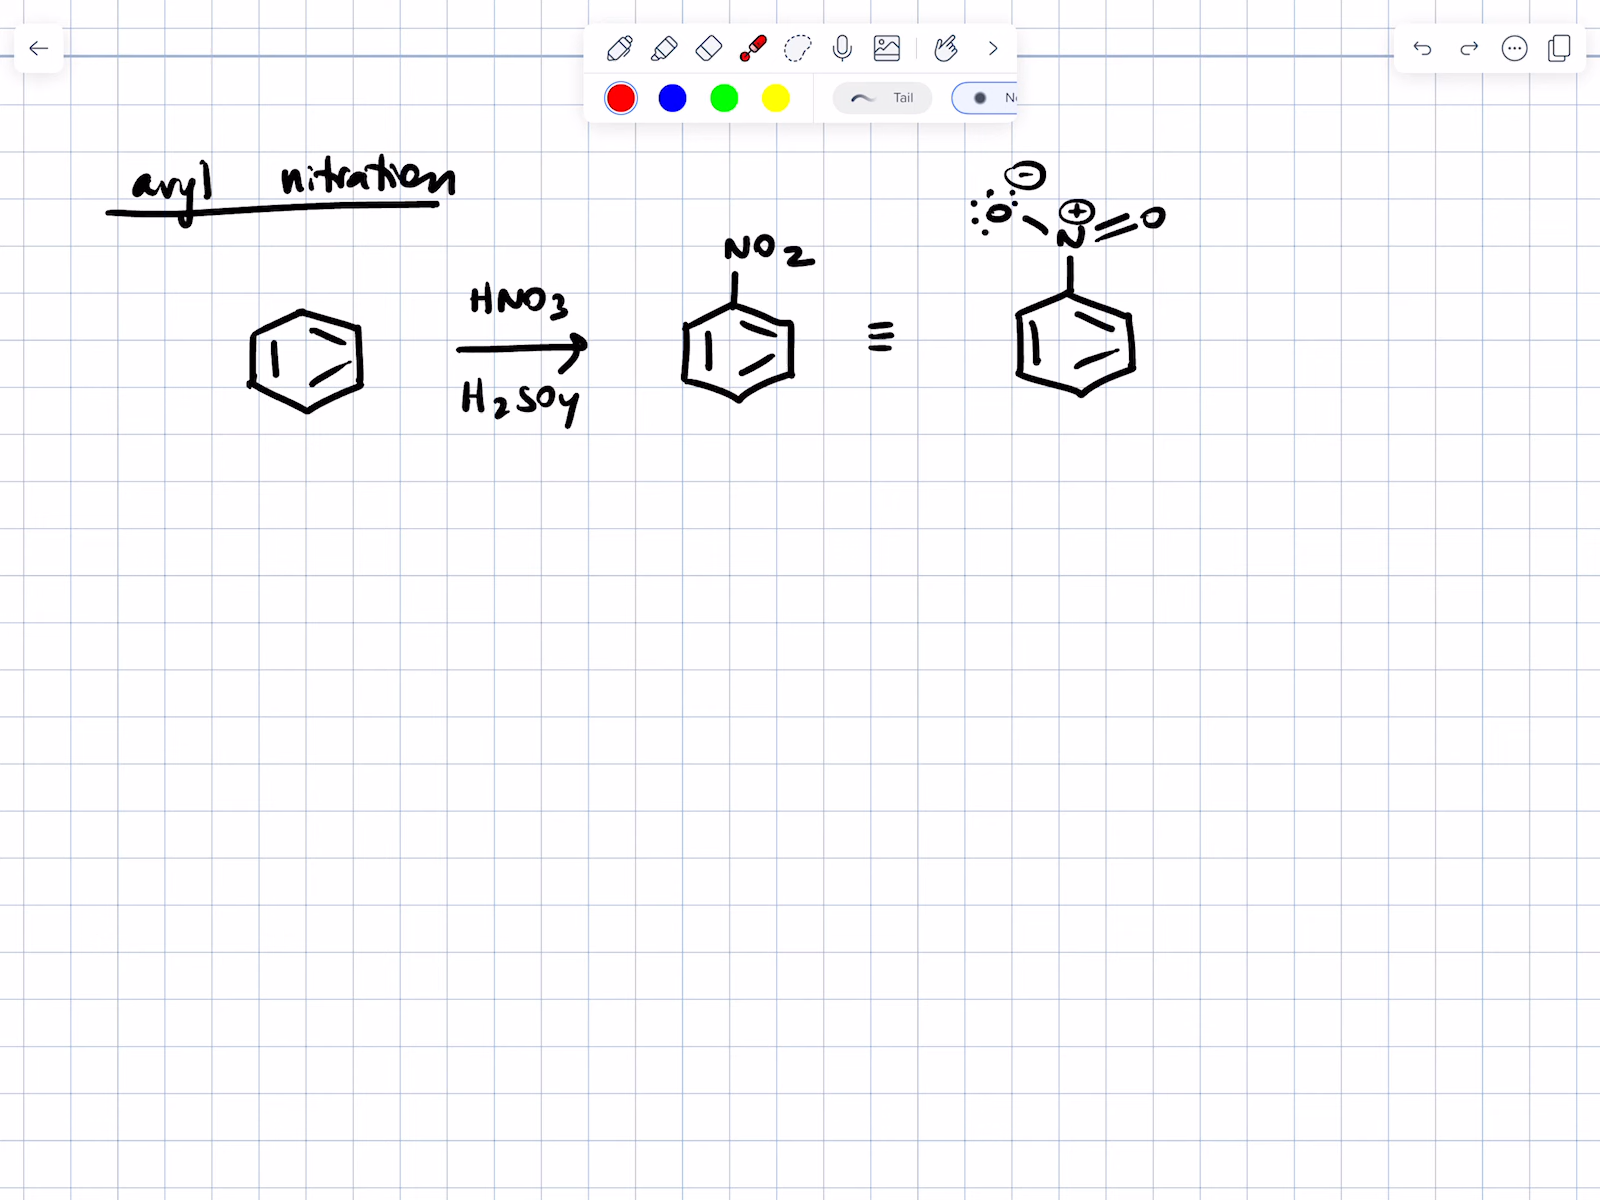 Tail
aryl nitration
⊖
:O: ⊕ O
N
NO2
HNO3
≡
H2SO4